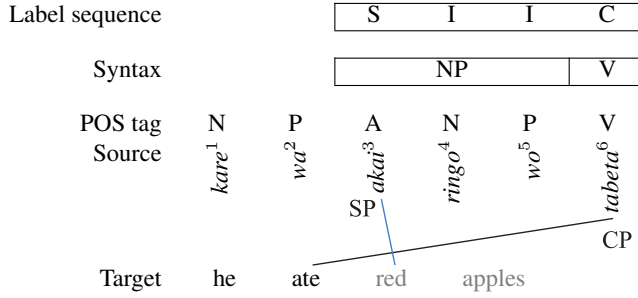 Label sequence S I I C
Syntax NP V
POS tag N P A N P V
Source kare1 wa2 akai3 ringo4 wo5 tabeta6
SP
CP
Target he ate red apples